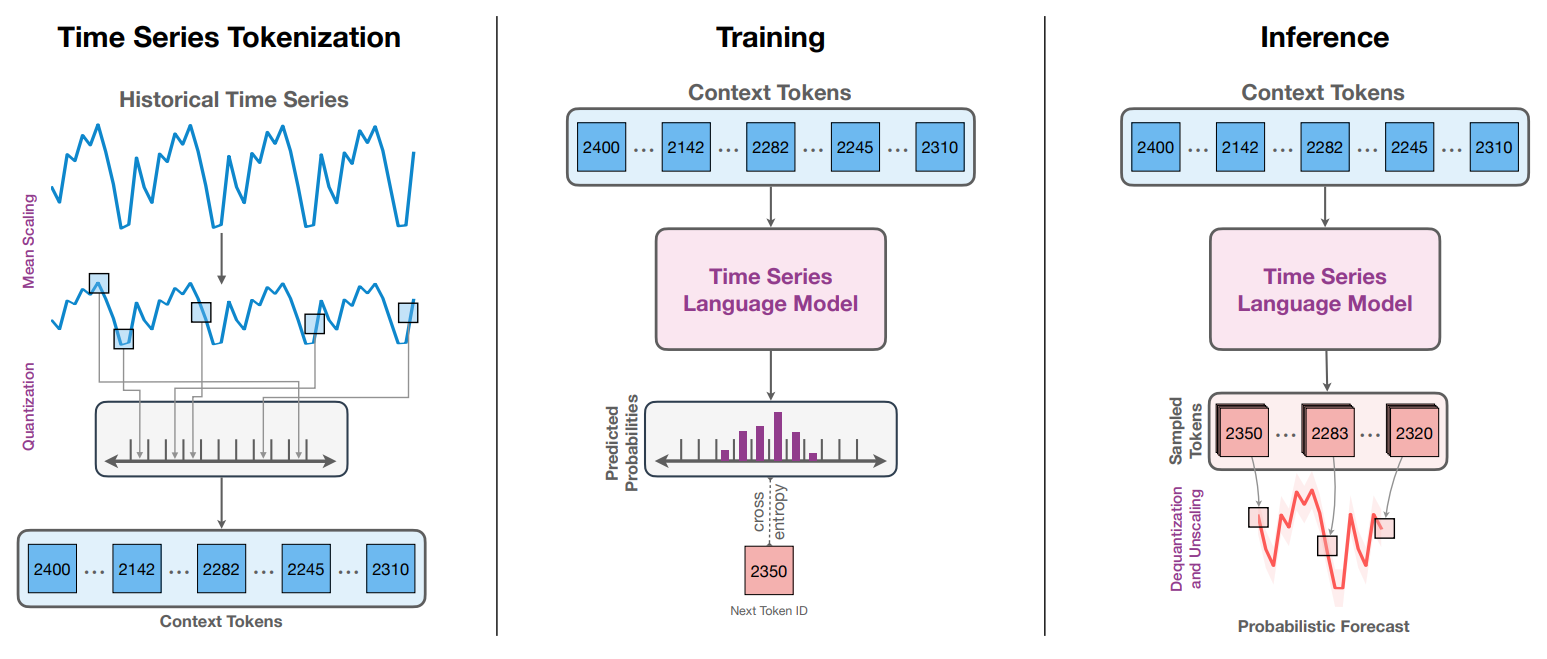 Time Series Tokenization
Historical Time Series
Mean Scaling
Quantization
2400 ... 2142 ... 2282 ... 2245 ... 2310
Context Tokens
Training
Context Tokens
2400 ... 2142 ... 2282 ... 2245 ... 2310
Time Series
Language Model
Predicted
Probabilities
cross
entropy
2350
Next Token ID
Inference
Context Tokens
2400 ... 2142 ... 2282 ... 2245 ... 2310
Time Series
Language Model
Sampled
Tokens
2350 ... 2283 ... 2320
Dequantization
and Unscaling
Probabilistic Forecast